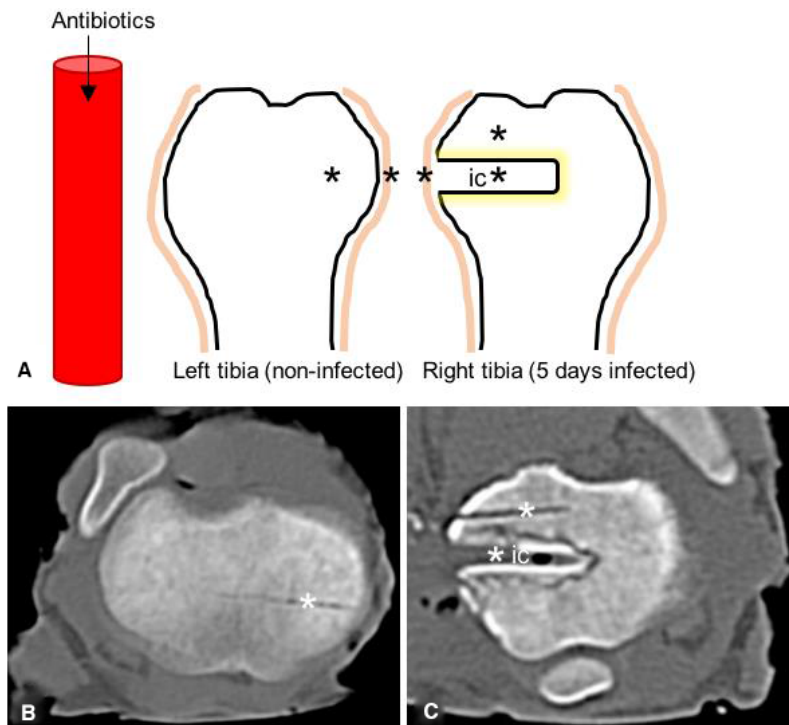 Antibiotics
* * * *
ic*
A
Left tibia (non-infected) Right tibia (5 days infected)
*
*
* ic
B
C